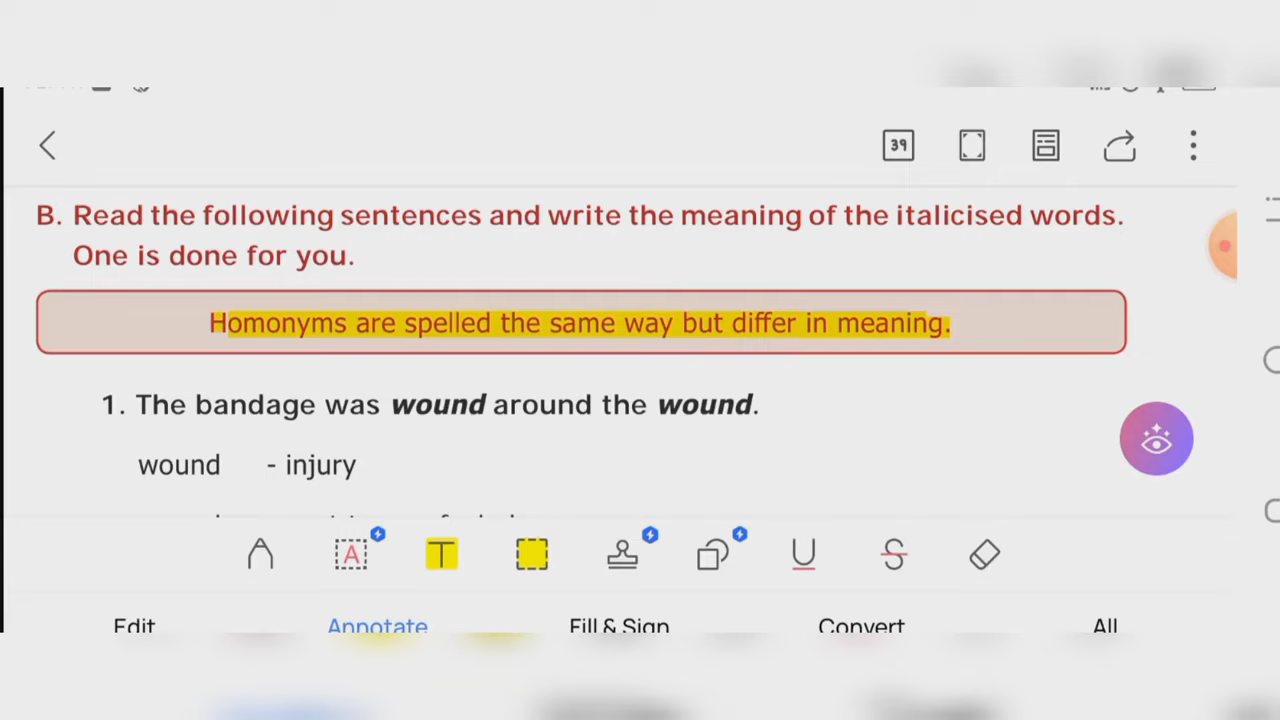 39
B. Read the following sentences and write the meaning of the italicised words.
One is done for you.
Homonyms are spelled the same way but differ in meaning.
1. The bandage was wound around the wound.
wound - injury
A T U S
Edit Annotate Fill & Sign Convert All